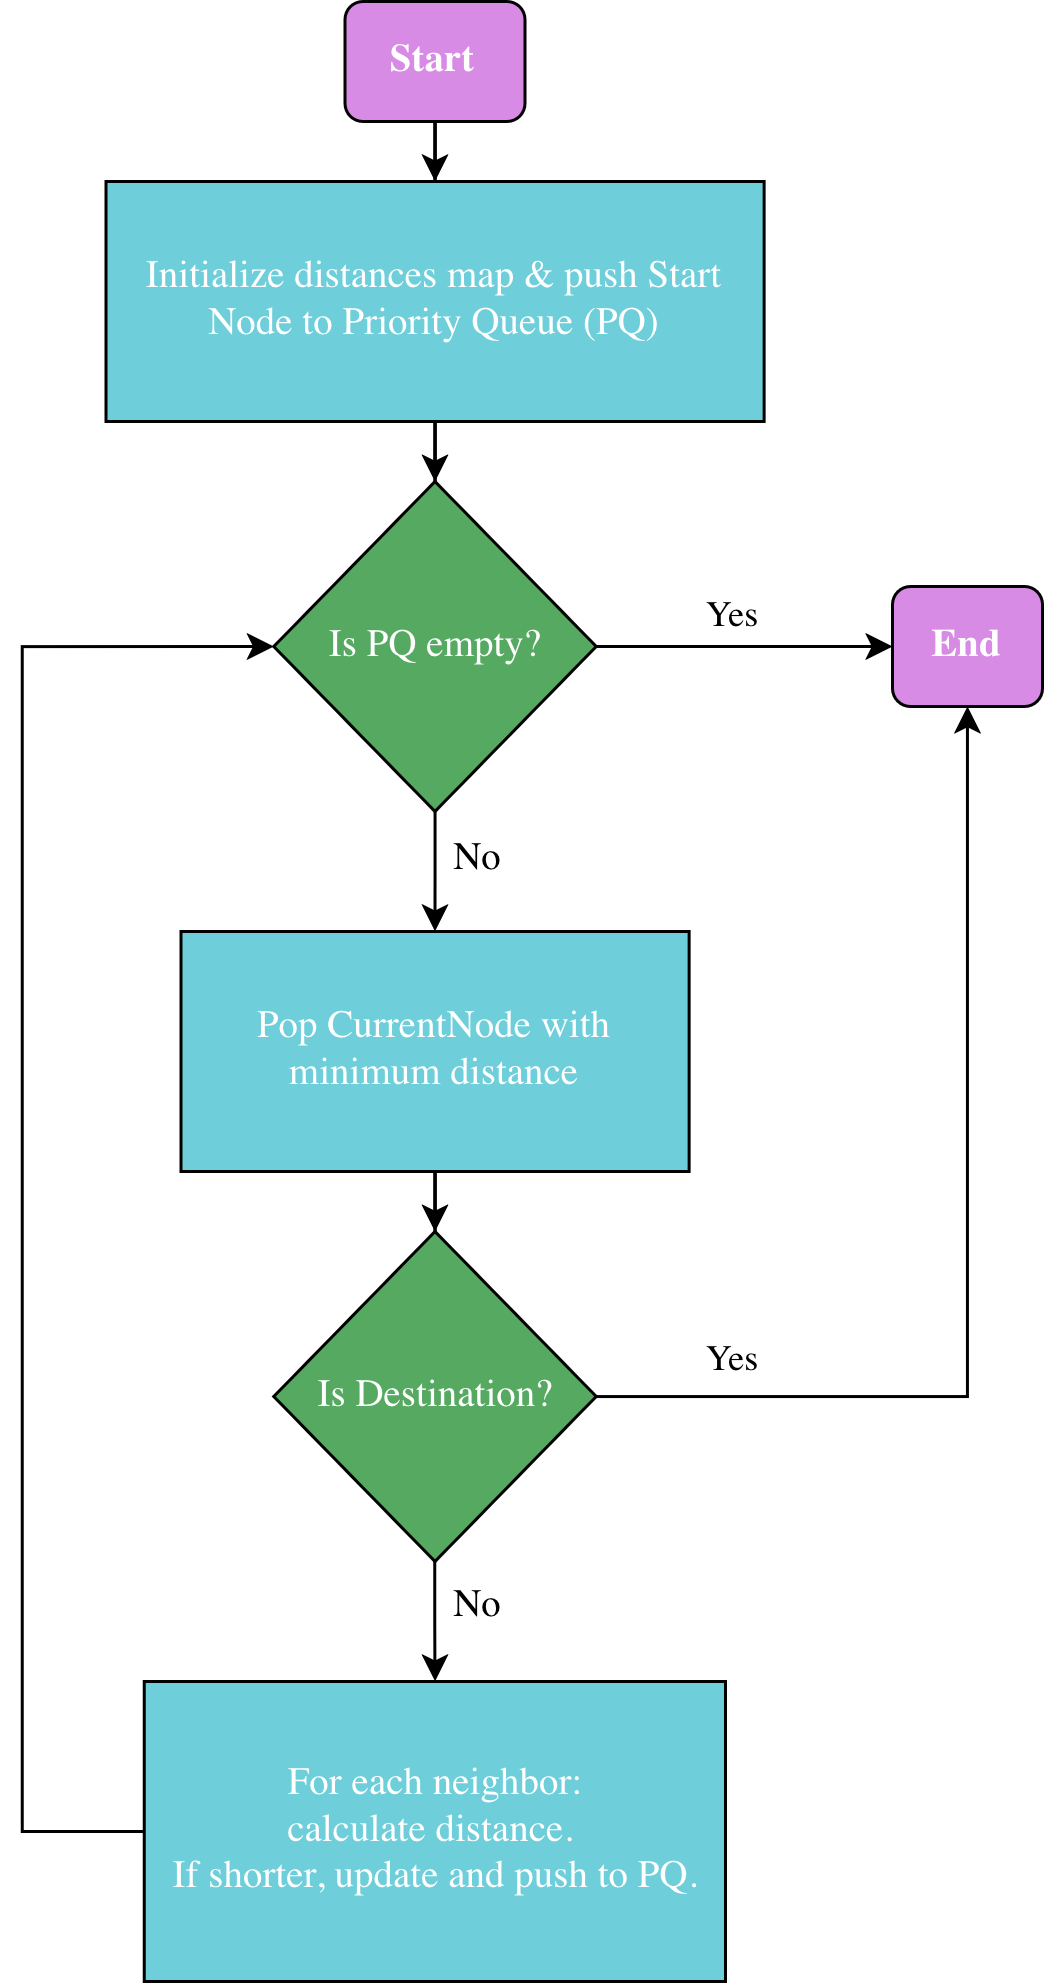 Start
Initialize distances map & push Start
Node to Priority Queue (PQ)
Is PQ empty?
Yes
End
No
Pop CurrentNode with
minimum distance
Is Destination?
Yes
No
For each neighbor:
calculate distance.
If shorter, update and push to PQ.